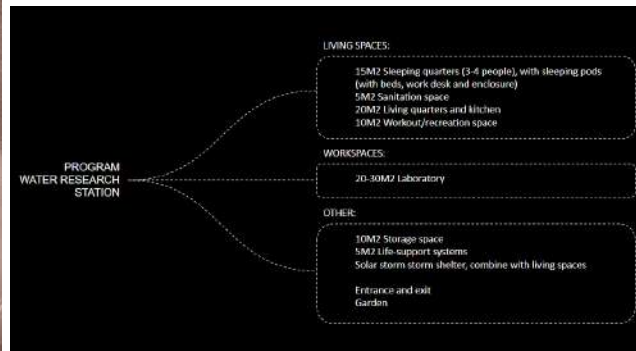 PROGRAM
WATER RESEARCH
STATION
LIVING SPACES:
15M2 Sleeping quarters (3-4 people), with sleeping pods
(with beds, work desk and enclosure)
5M2 Sanitation space
20M2 Living quarters and kitchen
10M2 Workout/recreation space
WORKSPACES:
20-30M2 Laboratory
OTHER:
10M2 Storage space
5M2 Life-support systems
Solar storm storm shelter, combine with living spaces
Entrance and exit
Garden